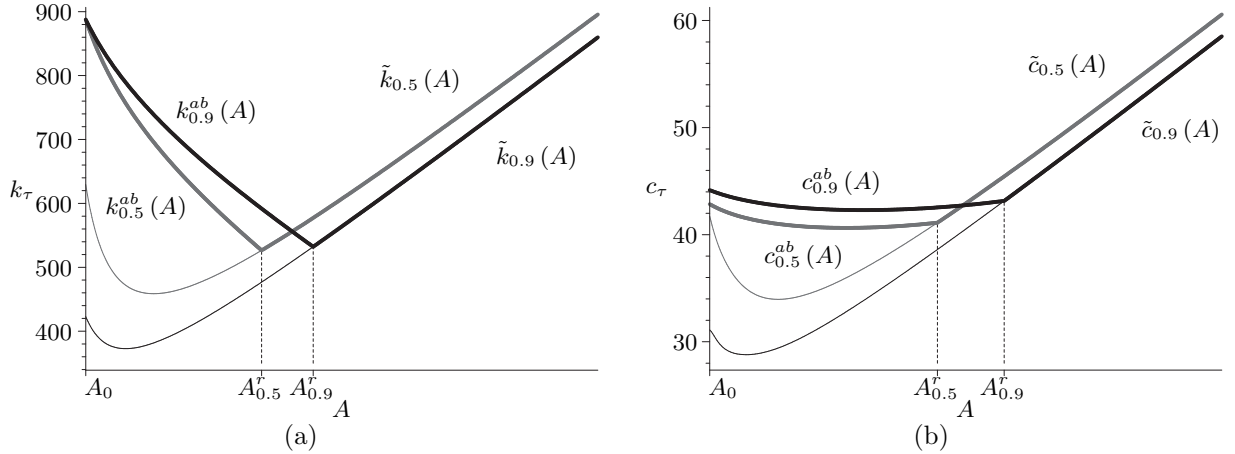 900
800
700
600
500
400
k_τ
k^{ab}_{0.9} (A)
k^{ab}_{0.5} (A)
k̃_{0.5} (A)
k̃_{0.9} (A)
A_0
A^r_{0.5}
A^r_{0.9}
A
(a)
60
50
40
30
c_τ
c̃_{0.5} (A)
c̃_{0.9} (A)
c^{ab}_{0.9} (A)
c^{ab}_{0.5} (A)
A_0
A^r_{0.5}
A^r_{0.9}
A
(b)